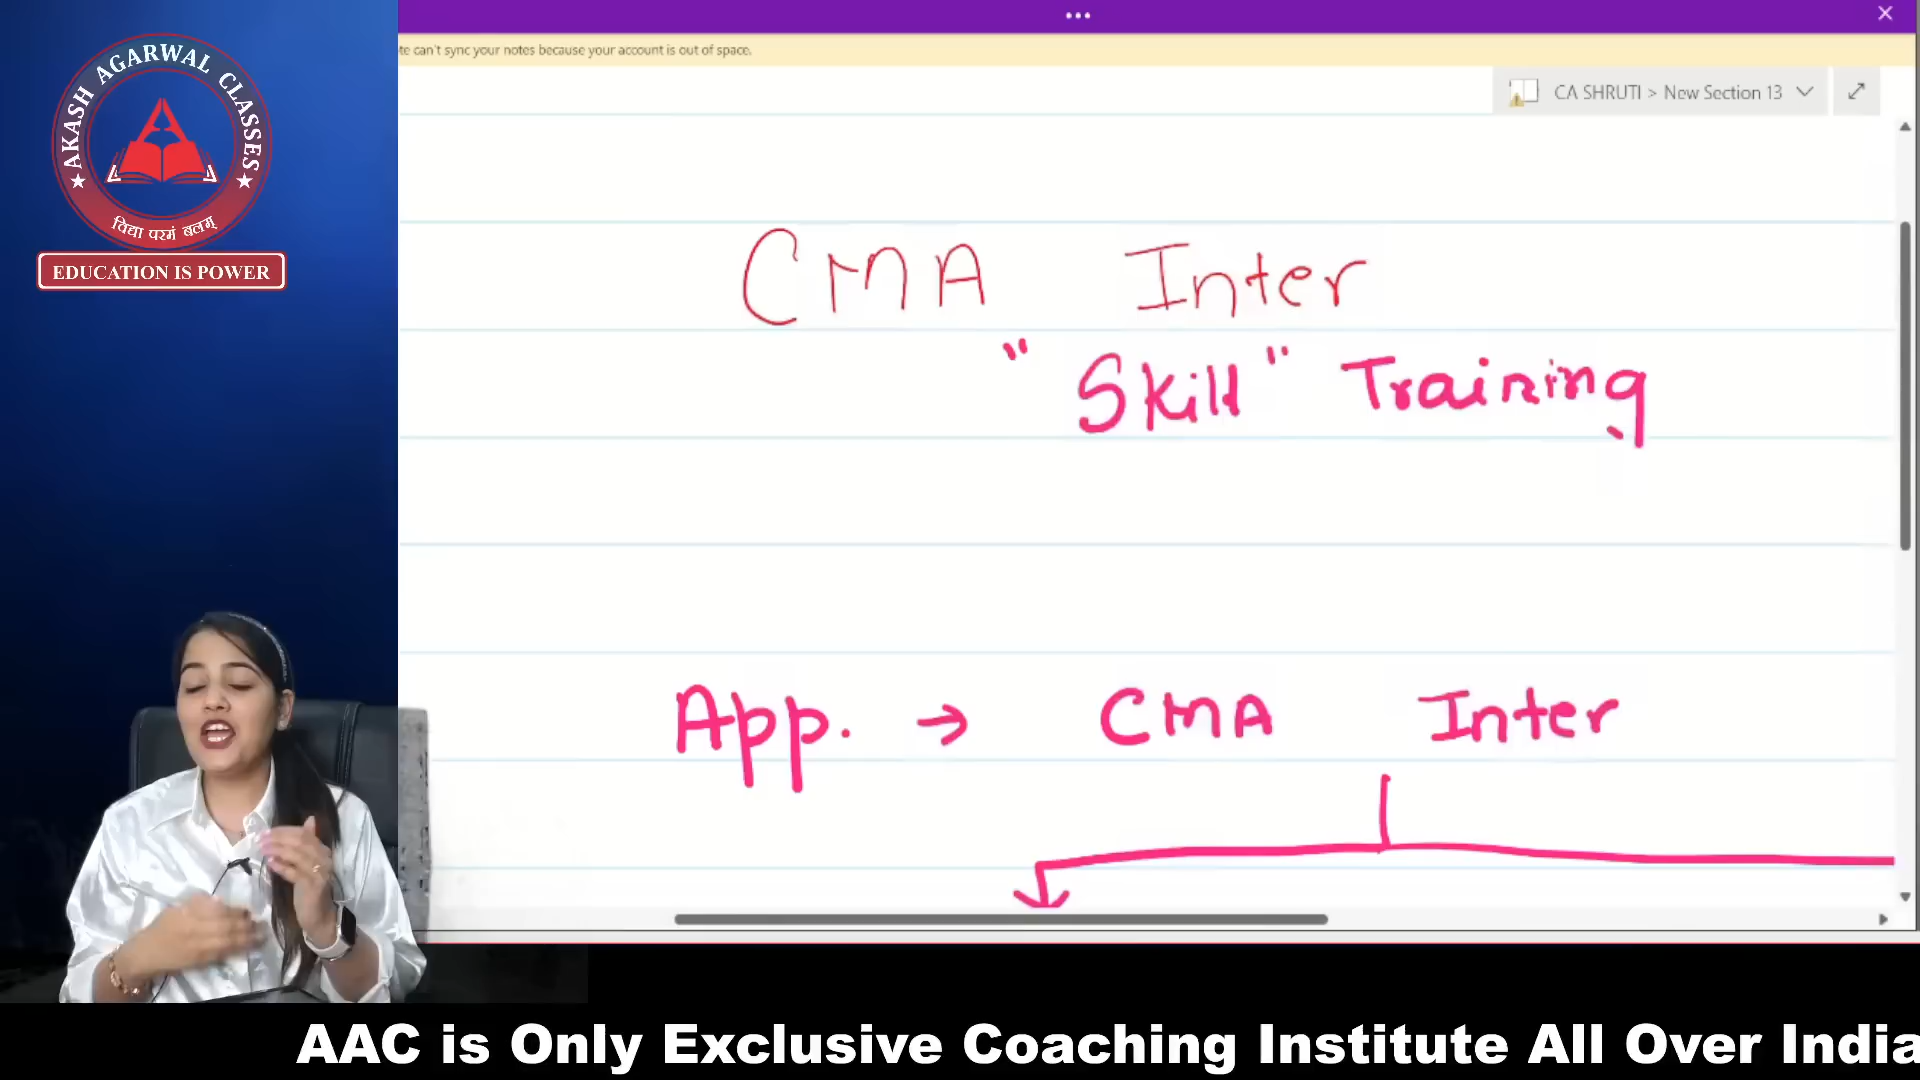 AKASH AGARWAL CLASSES
विद्या परमं बलम्
EDUCATION IS POWER
te can't sync your notes because your account is out of space.
CA SHRUTI > New Section 13
CMA Inter
"Skill" Training
App. → CMA Inter
AAC is Only Exclusive Coaching Institute All Over India